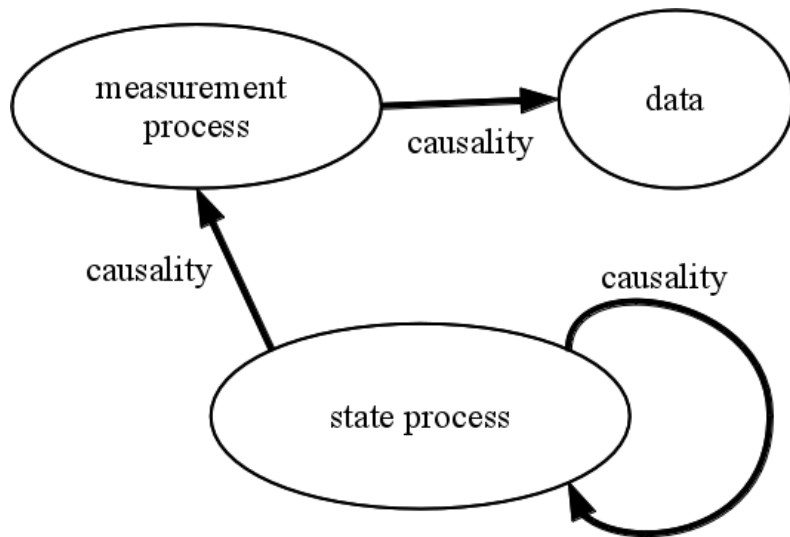 measurement
process
data
causality
causality
causality
state process